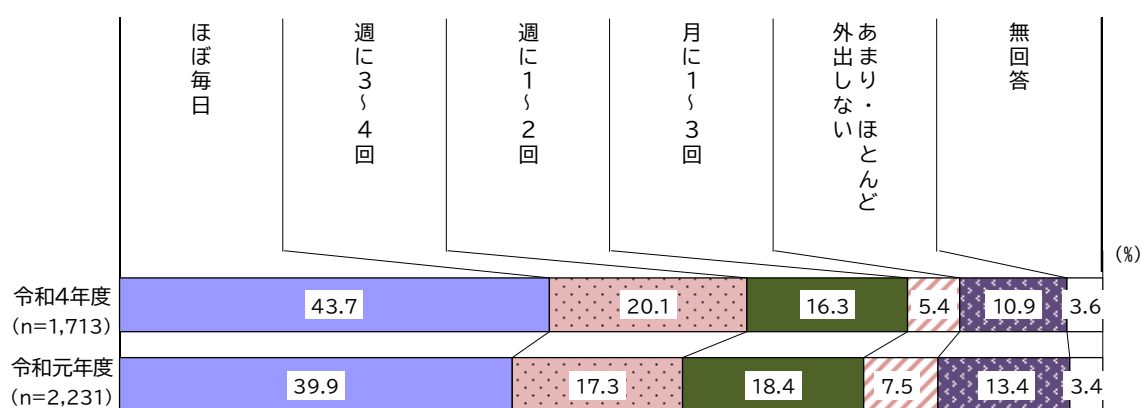 ほぼ毎日
週に3～4回
週に1～2回
月に1～3回
あまり・ほとんど
外出しない
無回答
(%)
令和4年度
(n=1,713)
43.7
20.1
16.3
5.4
10.9
3.6
令和元年度
(n=2,231)
39.9
17.3
18.4
7.5
13.4
3.4